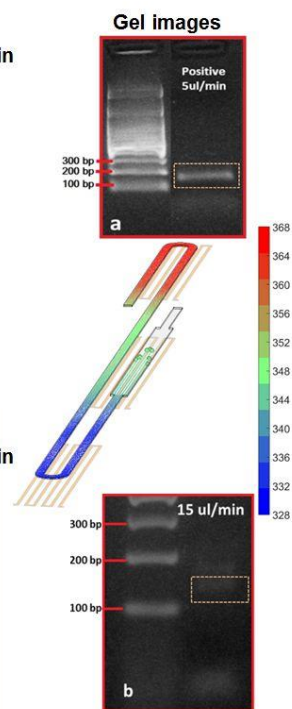 Gel images
in
Positive
5ul/min
300 bp
200 bp
100 bp
a
368
364
360
356
352
348
344
340
336
332
328
in
15 ul/min
300 bp
200 bp
100 bp
b